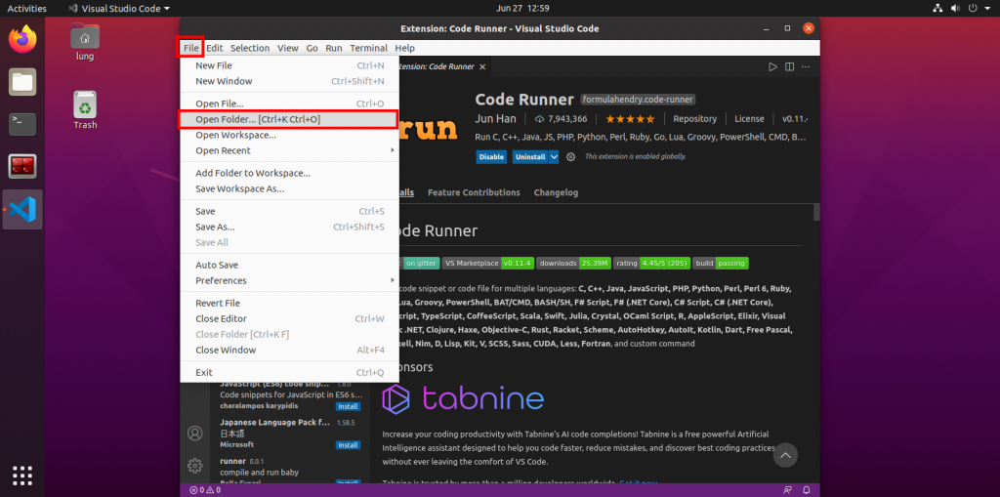 Activities
Visual Studio Code
Jun 27 12:59
lung
Trash
Extension: Code Runner - Visual Studio Code
File Edit Selection View Go Run Terminal Help
New File Ctrl+N
New Window Ctrl+Shift+N
Open File... Ctrl+O
Open Folder... [Ctrl+K Ctrl+O]
Open Workspace...
Open Recent
Add Folder to Workspace...
Save Workspace As...
Save Ctrl+S
Save As... Ctrl+Shift+S
Save All
Auto Save
Preferences
Revert File
Close Editor Ctrl+W
Close Folder [Ctrl+K F]
Close Window Alt+F4
Exit Ctrl+Q
tension: Code Runner
run
Code Runner formulahendry.code-runner
Jun Han 7,943,366 Repository License v0.11.
Run C, C++, Java, JS, PHP, Python, Perl, Ruby, Go, Lua, Groovy, PowerShell, CMD, B...
Disable Uninstall This extension is enabled globally.
ails Feature Contributions Changelog
ode Runner
on gitter VS Marketplace v0.11.4 downloads 25.39M rating 4.45/5 (205) build passing
code snippet or code file for multiple languages: C, C++, Java, JavaScript, PHP, Python, Perl, Perl 6, Ruby,
Lua, Groovy, PowerShell, BAT/CMD, BASH/SH, F# Script, F# (.NET Core), C# Script, C# (.NET Core),
cript, TypeScript, CoffeeScript, Scala, Swift, Julia, Crystal, OCaml Script, R, AppleScript, Elixir, Visual
ic .NET, Clojure, Haxe, Objective-C, Rust, Racket, Scheme, AutoHotkey, AutoIt, Kotlin, Dart, Free Pascal,
kell, Nim, D, Lisp, Kit, V, SCSS, Sass, CUDA, Less, Fortran, and custom command
onsors
tabnine
Increase your coding productivity with Tabnine's AI code completions! Tabnine is a free powerful Artificial
Intelligence assistant designed to help you code faster, reduce mistakes, and discover best coding practices
without ever leaving the comfort of VS Code.
Tabnine is trusted by more than a million developers worldwide. Get it now
JavaScript (ES6) code snip... 1.8.0
Code snippets for JavaScript in ES6 s...
charalampos karypidis Install
Japanese Language Pack f... 1.58.5
日本語
Microsoft Install
runner 0.0.1
compile and run baby
Install
0 0